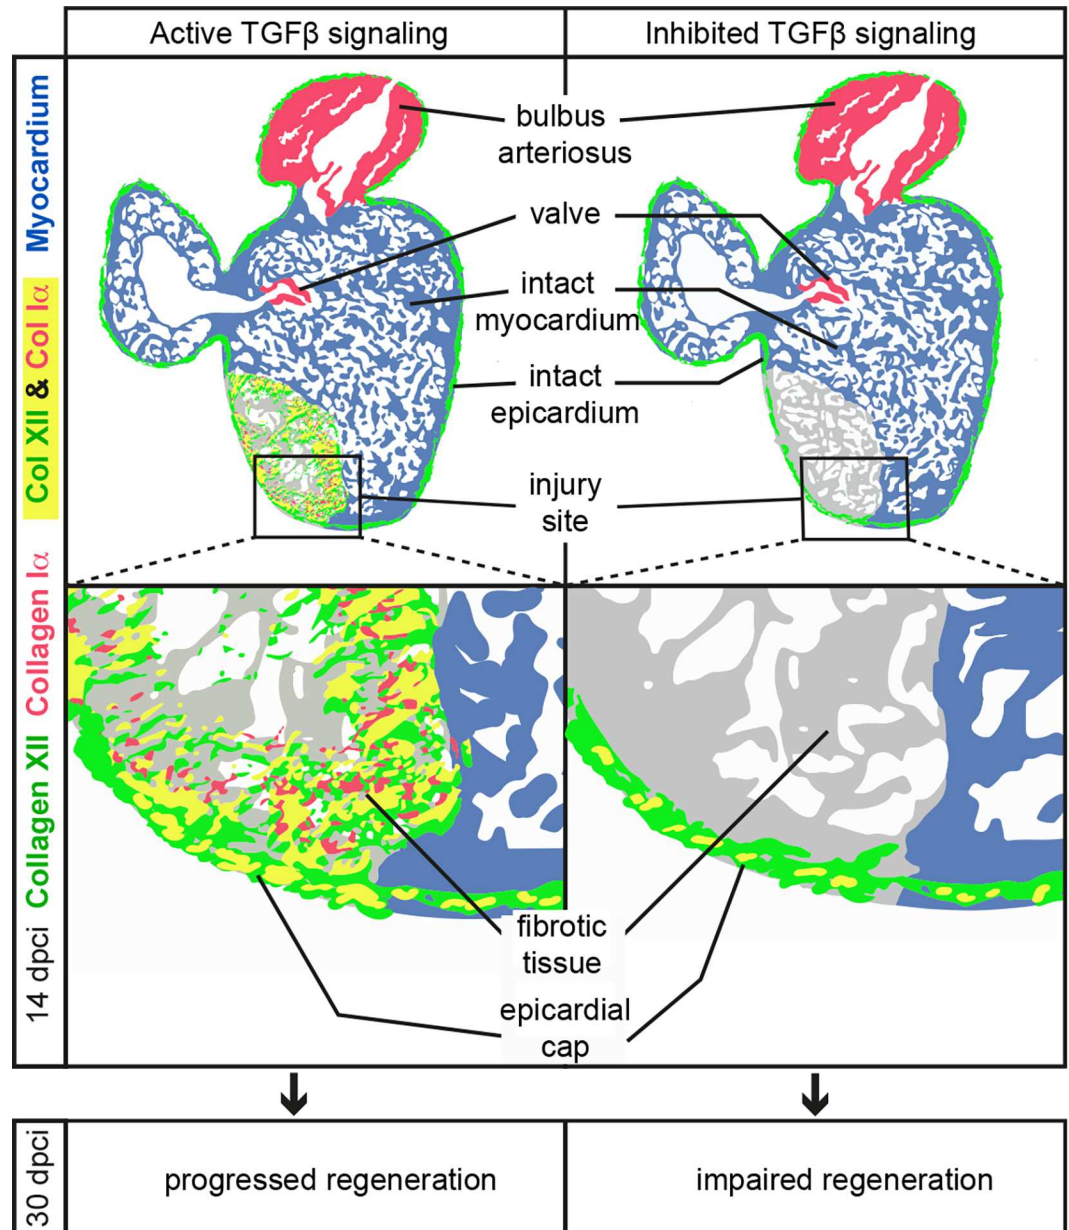 Active TGFβ signaling
Inhibited TGFβ signaling
14 dpci Collagen XII Collagen Iα Col XII & Col Iα Myocardium
bulbus
arteriosus
valve
intact
myocardium
intact
epicardium
injury
site
fibrotic
tissue
epicardial
cap
30 dpci
progressed regeneration
impaired regeneration